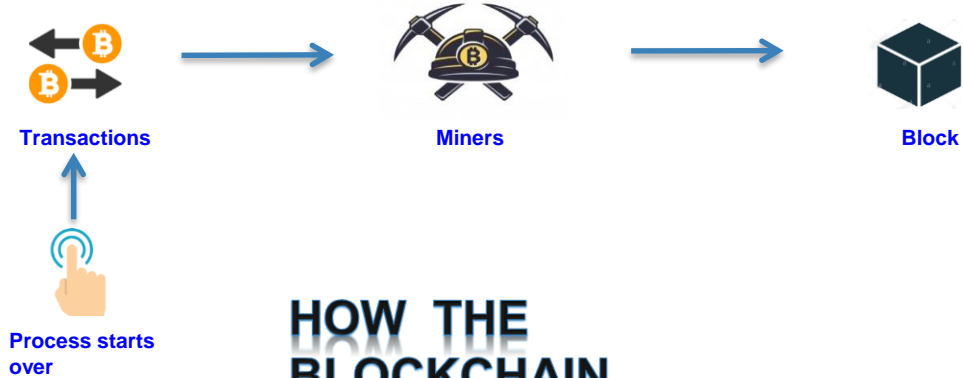 Transactions
Miners
Block
Process starts
over
HOW THE
BLOCKCHAIN